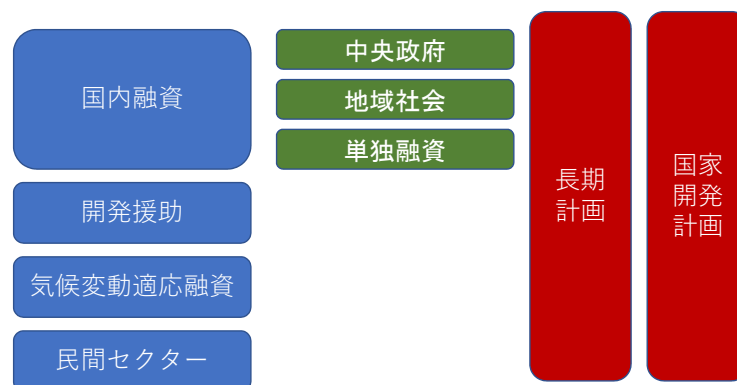 国内融資
開発援助
気候変動適応融資
民間セクター
中央政府
地域社会
単独融資
長期
計画
国家
開発
計画